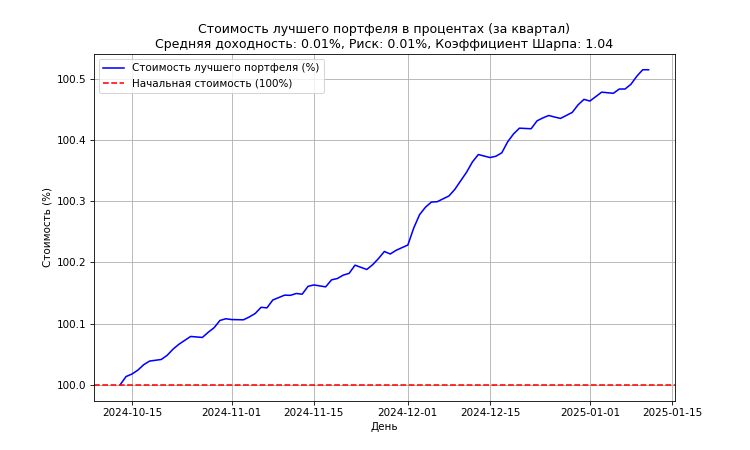 Стоимость лучшего портфеля в процентах (за квартал)
Средняя доходность: 0.01%, Риск: 0.01%, Коэффициент Шарпа: 1.04
Стоимость лучшего портфеля (%)
Начальная стоимость (100%)
Стоимость (%)
100.5
100.4
100.3
100.2
100.1
100.0
2024-10-15
2024-11-01
2024-11-15
2024-12-01
2024-12-15
2025-01-01
2025-01-15
День